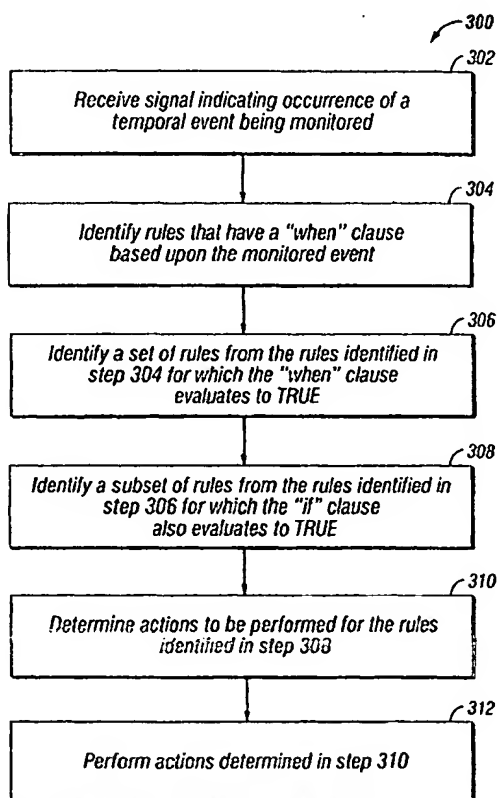 300
302
Receive signal indicating occurrence of a
temporal event being monitored
304
Identify rules that have a "when" clause
based upon the monitored event
306
Identify a set of rules from the rules identified in
step 304 for which the "when" clause
evaluates to TRUE
308
Identify a subset of rules from the rules identified in
step 306 for which the "if" clause
also evaluates to TRUE
310
Determine actions to be performed for the rules
identified in step 308
312
Perform actions determined in step 310